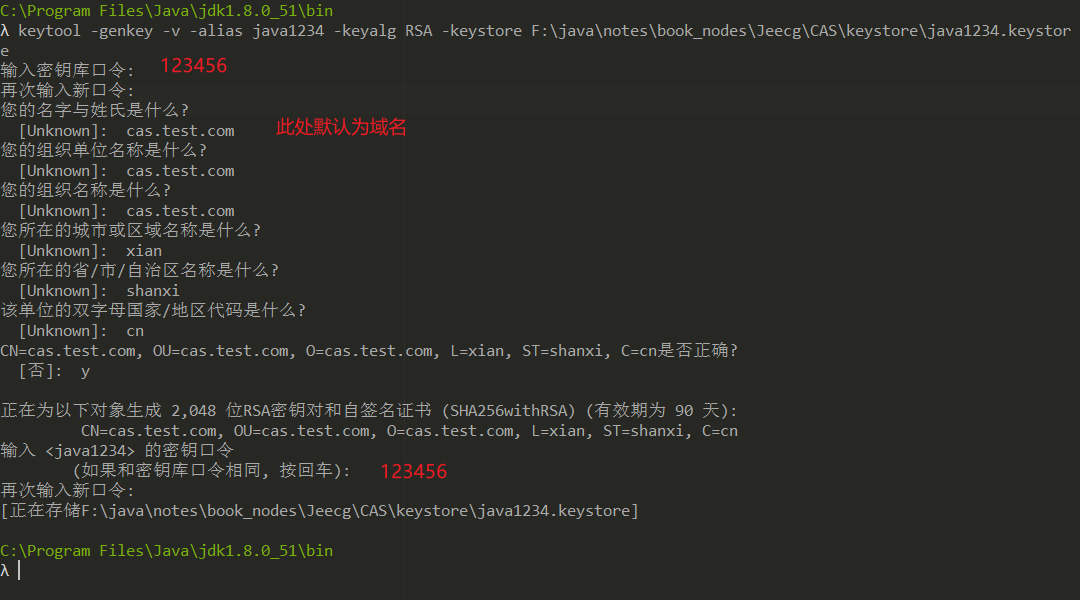 C:\Program Files\Java\jdk1.8.0_51\bin
λ keytool -genkey -v -alias java1234 -keyalg RSA -keystore F:\java\notes\book_nodes\Jeecg\CAS\keystore\java1234.keystor
e
输入密钥库口令: 123456
再次输入新口令:
您的名字与姓氏是什么?
[Unknown]: cas.test.com 此处默认为域名
您的组织单位名称是什么?
[Unknown]: cas.test.com
您的组织名称是什么?
[Unknown]: cas.test.com
您所在的城市或区域名称是什么?
[Unknown]: xian
您所在的省/市/自治区名称是什么?
[Unknown]: shanxi
该单位的双字母国家/地区代码是什么?
[Unknown]: cn
CN=cas.test.com, OU=cas.test.com, O=cas.test.com, L=xian, ST=shanxi, C=cn是否正确?
[否]: y
正在为以下对象生成 2,048 位RSA密钥对和自签名证书 (SHA256withRSA) (有效期为 90 天):
CN=cas.test.com, OU=cas.test.com, O=cas.test.com, L=xian, ST=shanxi, C=cn
输入 <java1234> 的密钥口令
(如果和密钥库口令相同, 按回车): 123456
再次输入新口令:
[正在存储F:\java\notes\book_nodes\Jeecg\CAS\keystore\java1234.keystore]
C:\Program Files\Java\jdk1.8.0_51\bin
λ